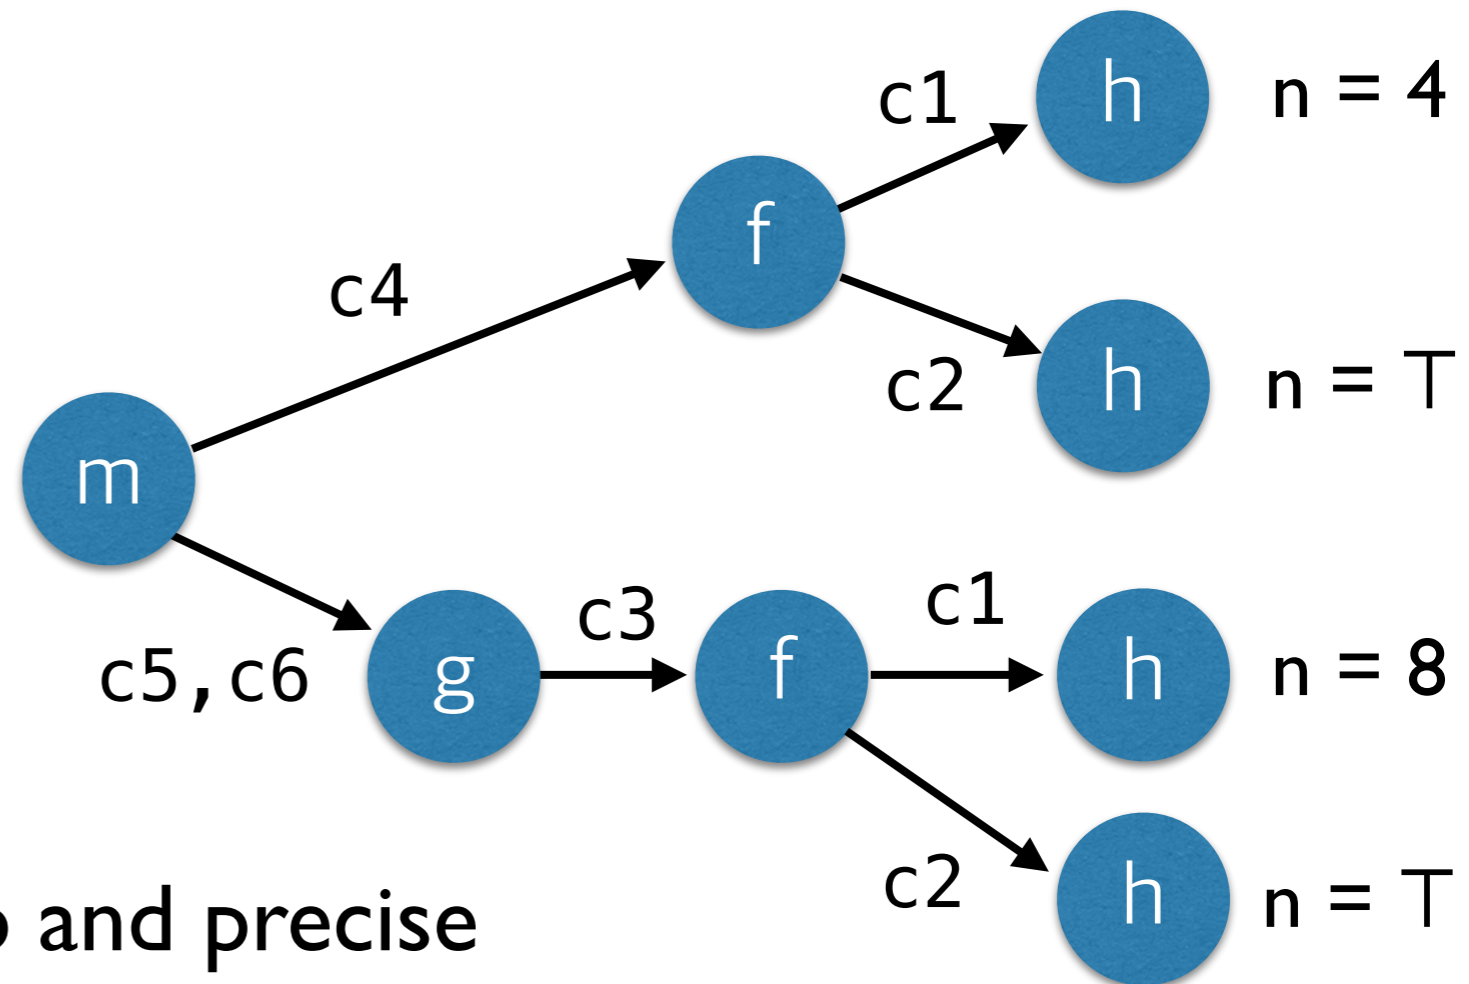 c1
h
n = 4
f
c4
c2
h
n = ⊤
m
c5,c6
g
c3
f
c1
h
n = 8
c2
h
n = ⊤
and precise